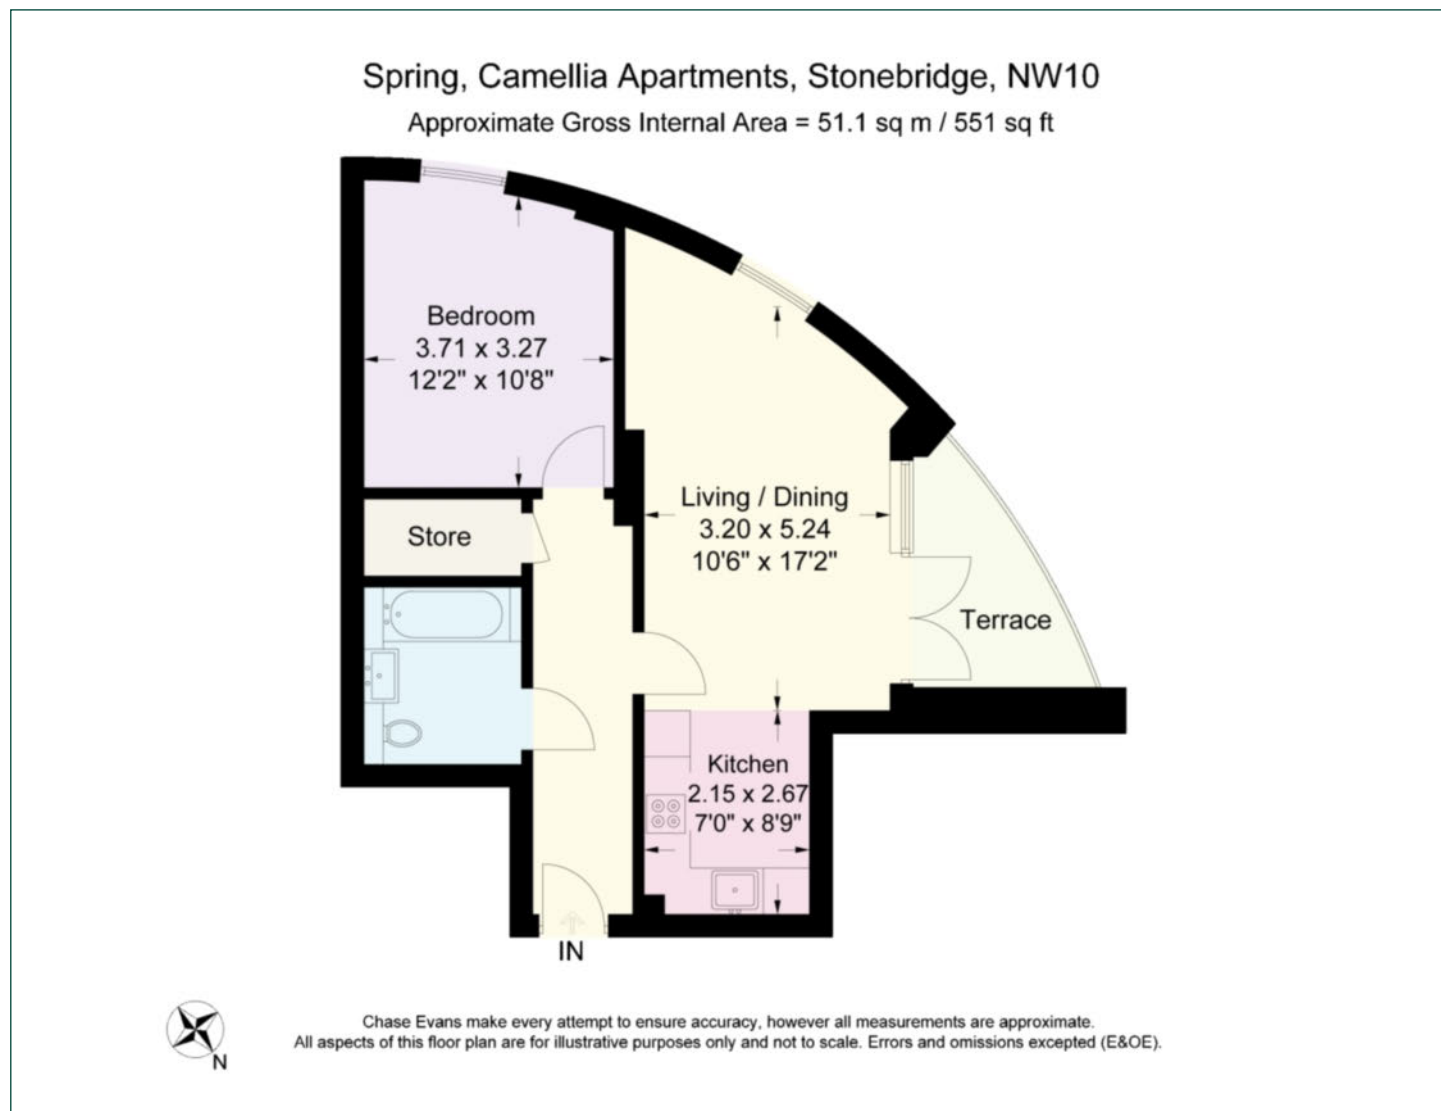 Spring, Camellia Apartments, Stonebridge, NW10
Approximate Gross Internal Area = 51.1 sq m / 551 sq ft
Bedroom
3.71 x 3.27
12'2" x 10'8"
Living / Dining
3.20 x 5.24
10'6" x 17'2"
Store
Terrace
Kitchen
2.15 x 2.67
7'0" x 8'9"
IN
N
Chase Evans make every attempt to ensure accuracy, however all measurements are approximate.
All aspects of this floor plan are for illustrative purposes only and not to scale. Errors and omissions excepted (E&OE).